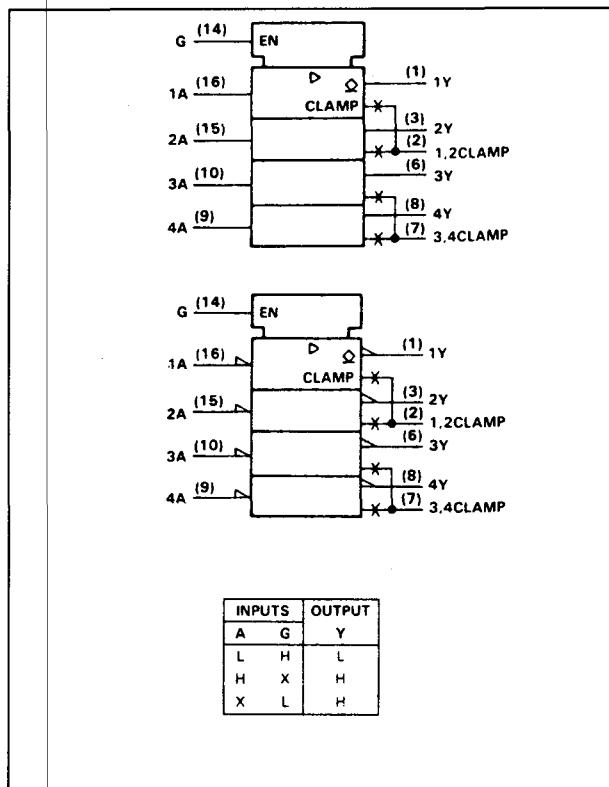 G (14) EN
(1) 1Y
1A (16)
CLAMP
(3) 2Y
2A (15)
(2) 1,2CLAMP
(6) 3Y
3A (10)
(8) 4Y
4A (9)
(7) 3,4CLAMP
G (14) EN
(1) 1Y
1A (16)
CLAMP
(3) 2Y
2A (15)
(2) 1,2CLAMP
(6) 3Y
3A (10)
(8) 4Y
4A (9)
(7) 3,4CLAMP
INPUTS OUTPUT
A G Y
L H L
H X H
X L H